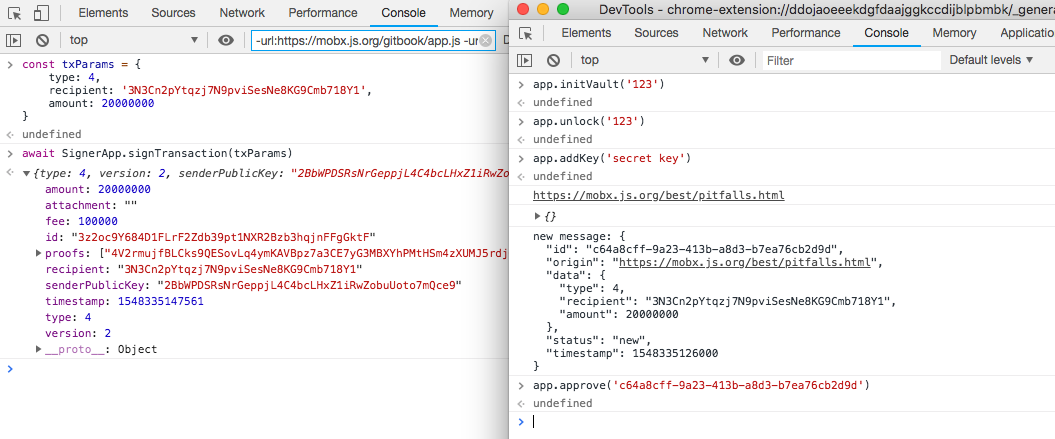 Elements Sources Network Performance Console Memory
top -url:https://mobx.js.org/gitbook/app.js -ur
const txParams = {
type: 4,
recipient: '3N3Cn2pYtqzj7N9pviSesNe8KG9Cmb718Y1',
amount: 20000000
}
undefined
await SignerApp.signTransaction(txParams)
{type: 4, version: 2, senderPublicKey: "2BbWPDSRsNrGeppjL4C4bcLHxZ1iRwZo
amount: 20000000
attachment: ""
fee: 100000
id: "3z2oc9Y684D1FLrF2Zdb39pt1NXR2Bzb3hqjnFFgGktF"
proofs: ["4V2rmujfBLCks9QESovLq4ymKAVBpz7a3CE7yG3MBXYhPMtHSm4zXUMJ5rdj
recipient: "3N3Cn2pYtqzj7N9pviSesNe8KG9Cmb718Y1"
senderPublicKey: "2BbWPDSRsNrGeppjL4C4bcLHxZ1iRwZobuUoto7mQce9"
timestamp: 1548335147561
type: 4
version: 2
__proto__: Object
DevTools - chrome-extension://ddojaoeeekdgfdaajggkccdijblpbmbk/_genera
Elements Sources Network Performance Console Memory Applicatio
top Filter Default levels
app.initVault('123')
undefined
app.unlock('123')
undefined
app.addKey('secret key')
undefined
https://mobx.js.org/best/pitfalls.html
{}
new message: {
"id": "c64a8cff-9a23-413b-a8d3-b7ea76cb2d9d",
"origin": "https://mobx.js.org/best/pitfalls.html",
"data": {
"type": 4,
"recipient": "3N3Cn2pYtqzj7N9pviSesNe8KG9Cmb718Y1",
"amount": 20000000
},
"status": "new",
"timestamp": 1548335126000
}
app.approve('c64a8cff-9a23-413b-a8d3-b7ea76cb2d9d')
undefined